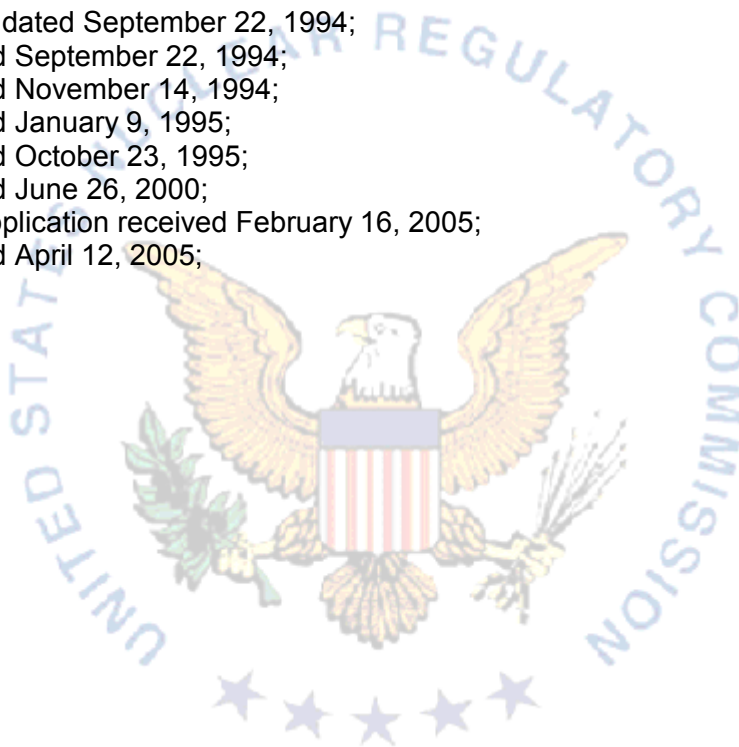 dated September 22, 1994;
d September 22, 1994;
d November 14, 1994;
d January 9, 1995;
d October 23, 1995;
d June 26, 2000;
pplication received February 16, 2005;
d April 12, 2005;
UNITED STATES NUCLEAR REGULATORY COMMISSION